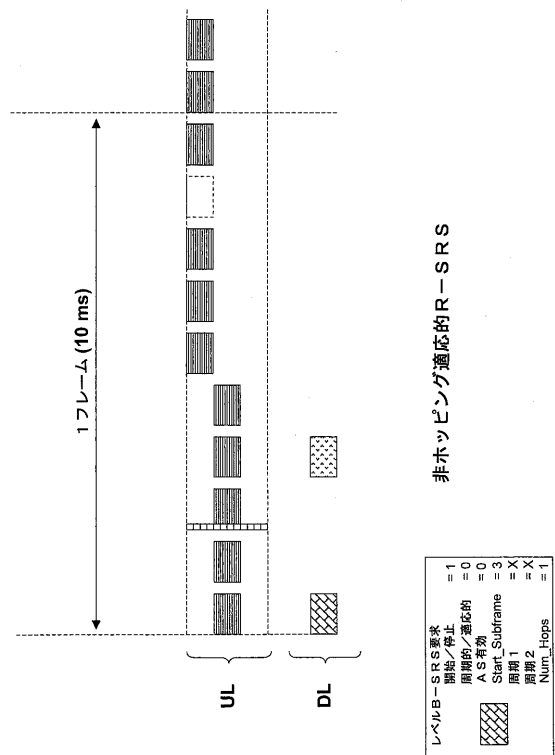 1フレーム(10 ms)
UL
DL
非ホッピング適応的R-SRS
レベルB-SRS要求
開始/停止 =1
周期的/適応的 =0
AS有効 =0
Start_Subframe =3
周期1 =X
周期2 =X
Num_Hops =1